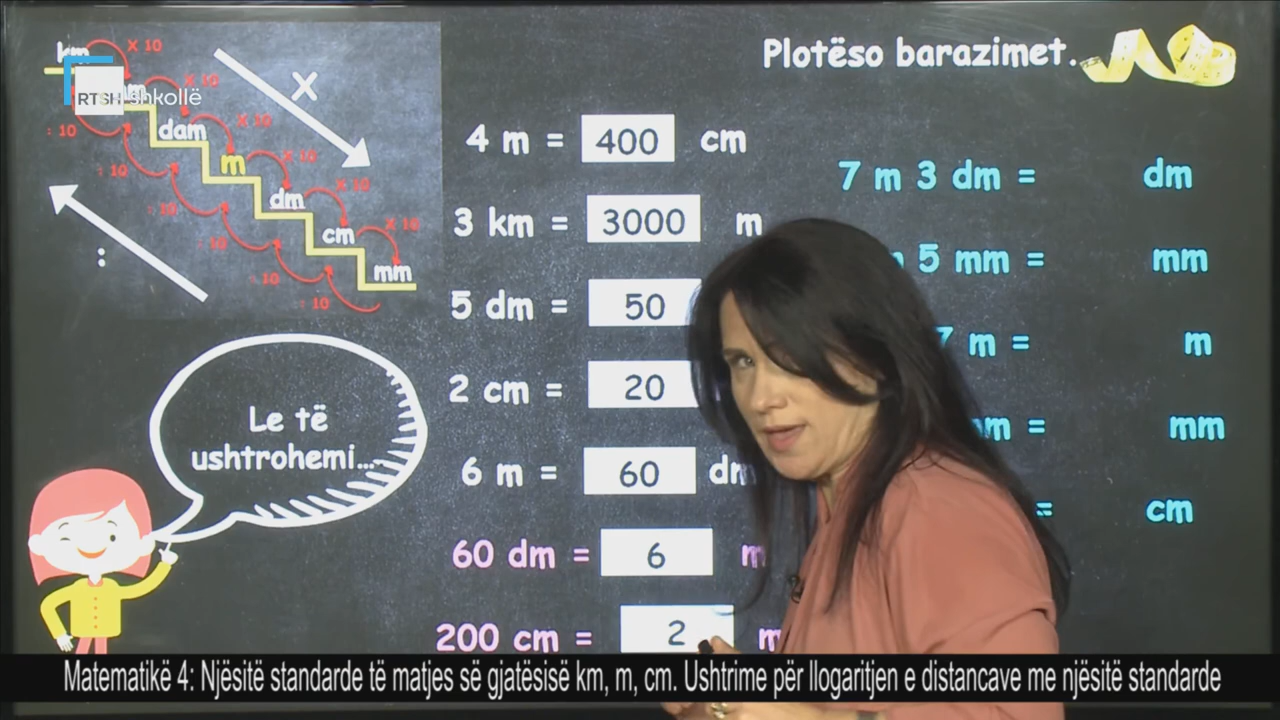 Plotëso barazimet.
km
x 10
x 10
RTSH shkollë
dam
x 10
: 10
m
x 10
: 10
dm
x 10
: 10
cm
x 10
: 10
mm
: 10
: 10
X
:
Le të
ushtrohemi...
4 m = 400 cm
3 km = 3000 m
5 dm = 50
2 cm = 20
6 m = 60 dm
60 dm = 6 m
200 cm = 2 m
7 m 3 dm = dm
5 mm = mm
7 m = m
= mm
= cm
Matematikë 4: Njësitë standarde të matjes së gjatësisë km, m, cm. Ushtrime për llogaritjen e distancave me njësitë standarde